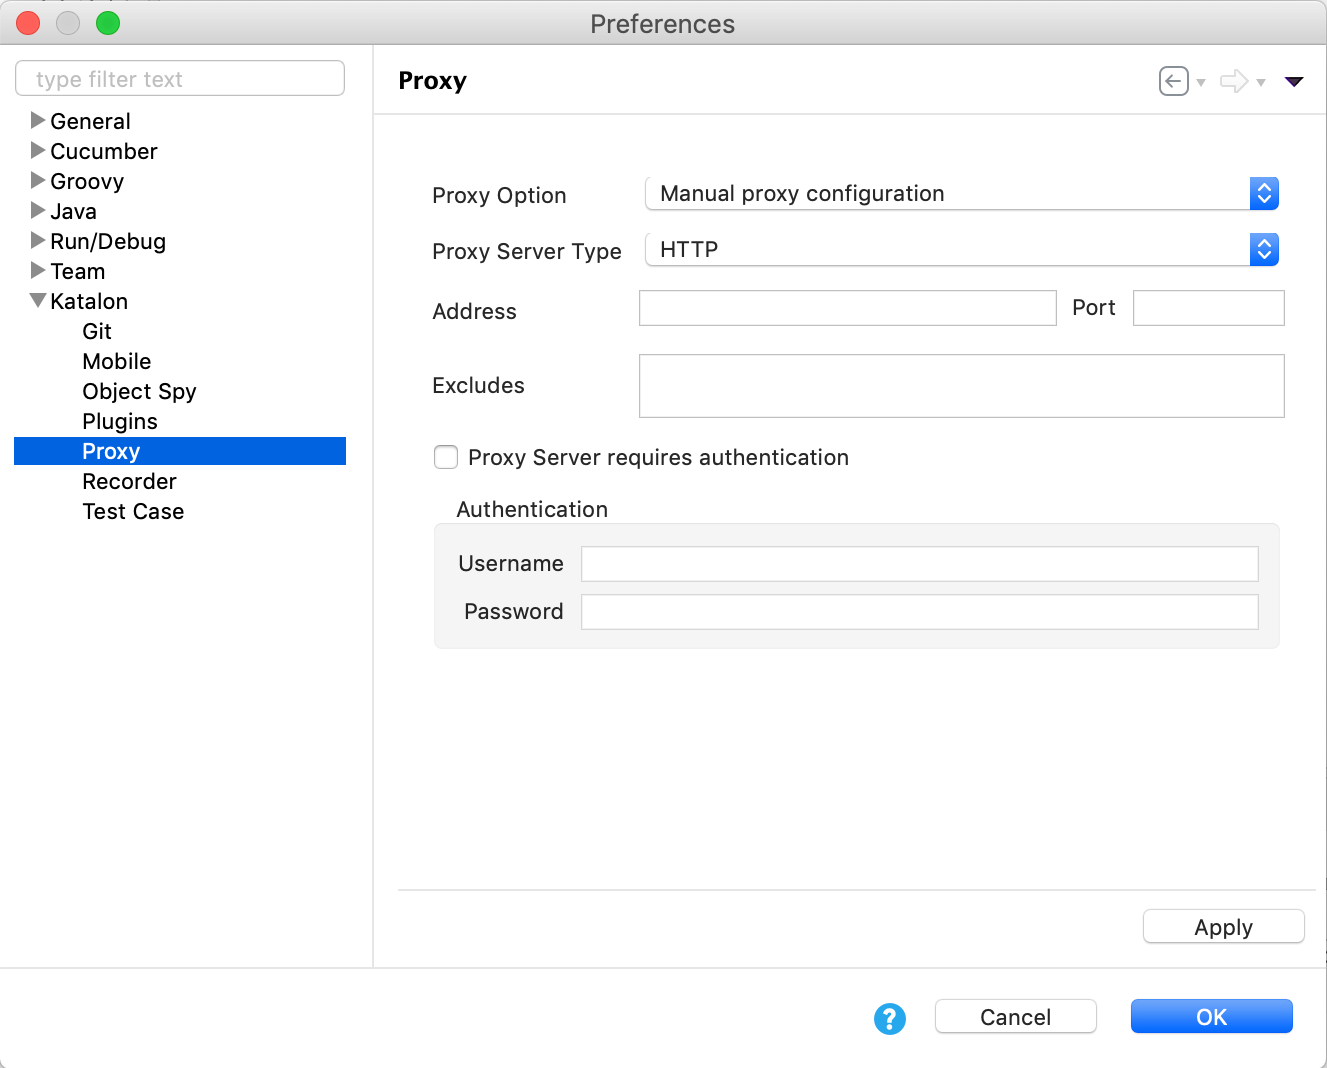 Preferences
type filter text
General
Cucumber
Groovy
Java
Run/Debug
Team
Katalon
Git
Mobile
Object Spy
Plugins
Proxy
Recorder
Test Case
Proxy
Proxy Option Manual proxy configuration
Proxy Server Type HTTP
Address Port
Excludes
Proxy Server requires authentication
Authentication
Username
Password
Apply
? Cancel OK